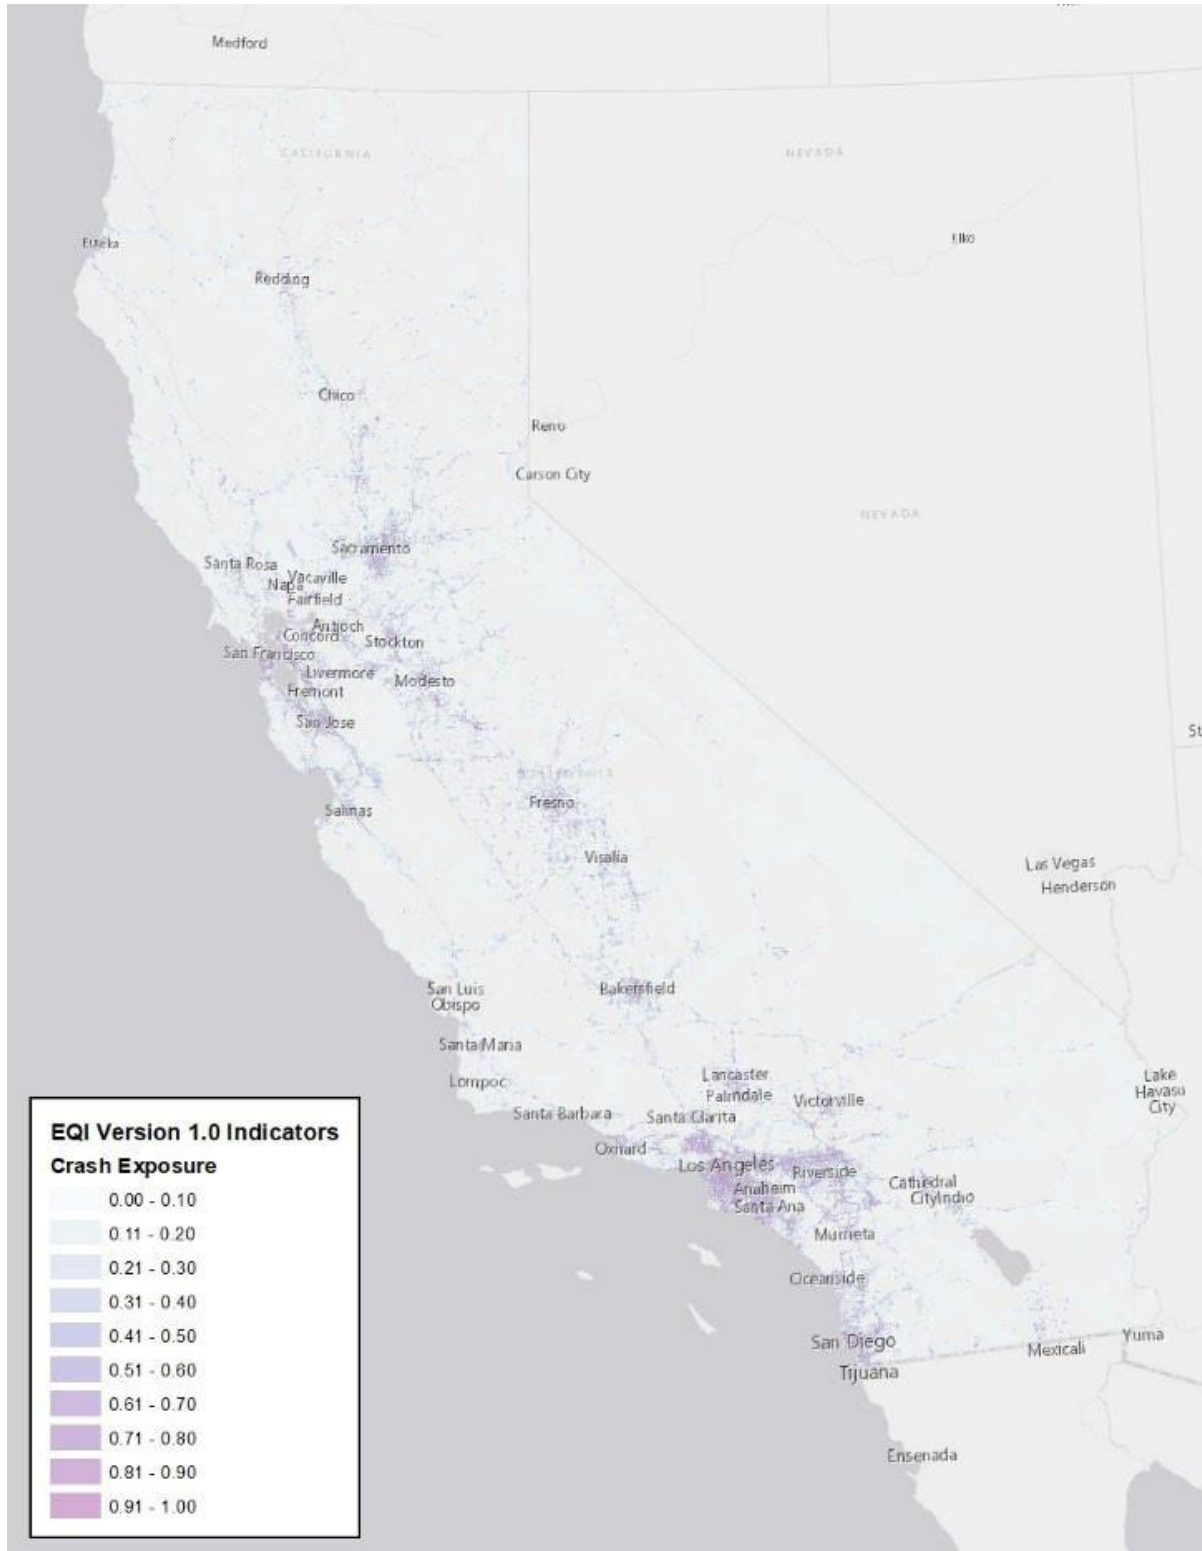 Medford
CALIFORNIA
NEVADA
Eureka
Elko
Redding
Chico
Reno
Carson City
NEVADA
Sacramento
Santa Rosa
Vacaville
Napa
Fairfield
Antioch
Concord
Stockton
San Francisco
Livermore
Modesto
Fremont
San Jose
St
CALIFORNIA
Fresno
Salinas
Visalia
Las Vegas
Henderson
San Luis
Obispo
Bakersfield
Santa Maria
Lompoc
Lancaster
Palmdale
Victorville
Lake
Havasu
City
Santa Barbara
Santa Clarita
Oxnard
Los Angeles
Riverside
Anaheim
Santa Ana
Cathedral
City
Indio
Murrieta
Oceanside
San Diego
Tijuana
Mexicali
Yuma
Ensenada
EQI Version 1.0 Indicators
Crash Exposure
0.00 - 0.10
0.11 - 0.20
0.21 - 0.30
0.31 - 0.40
0.41 - 0.50
0.51 - 0.60
0.61 - 0.70
0.71 - 0.80
0.81 - 0.90
0.91 - 1.00